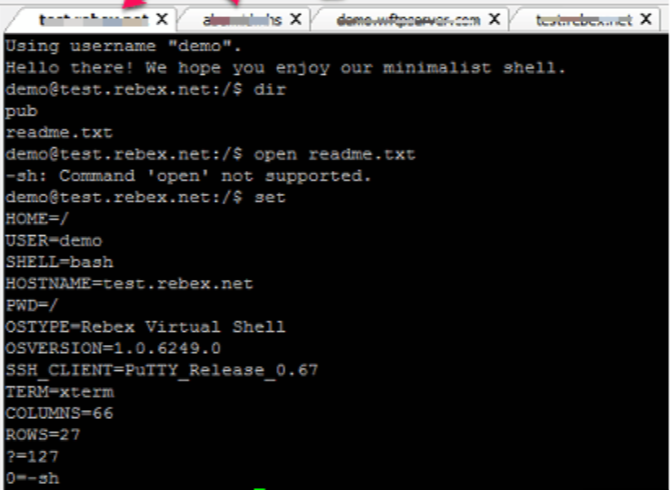 Using username "demo".
Hello there! We hope you enjoy our minimalist shell.
demo@test.rebex.net:/$ dir
pub
readme.txt
demo@test.rebex.net:/$ open readme.txt
-sh: Command 'open' not supported.
demo@test.rebex.net:/$ set
HOME=/
USER=demo
SHELL=bash
HOSTNAME=test.rebex.net
PWD=/
OSTYPE=Rebex Virtual Shell
OSVERSION=1.0.6249.0
SSH_CLIENT=PuTTY_Release_0.67
TERM=xterm
COLUMNS=66
ROWS=27
?=127
0=-sh